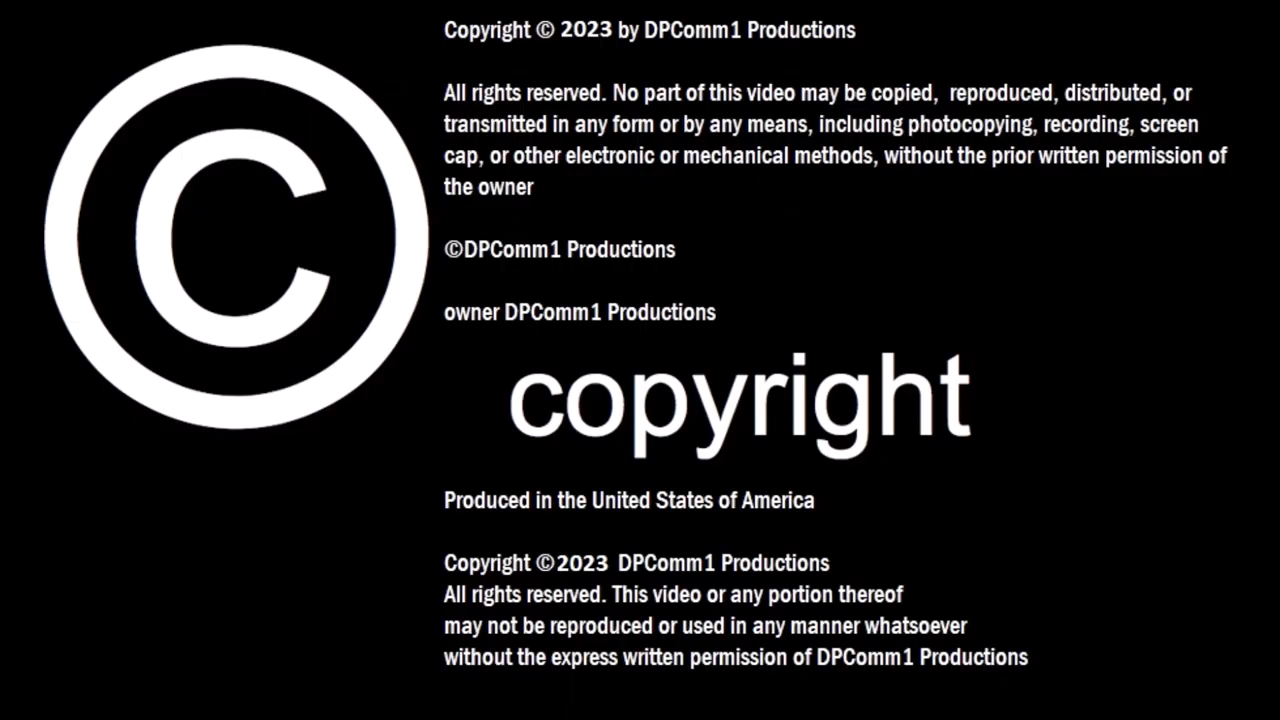 Copyright © 2023 by DPComm1 Productions
All rights reserved. No part of this video may be copied,  reproduced, distributed, or
transmitted in any form or by any means, including photocopying, recording, screen
cap, or other electronic or mechanical methods, without the prior written permission of
the owner
©DPComm1 Productions
owner DPComm1 Productions
©
copyright
Produced in the United States of America
Copyright ©2023  DPComm1 Productions
All rights reserved. This video or any portion thereof
may not be reproduced or used in any manner whatsoever
without the express written permission of DPComm1 Productions